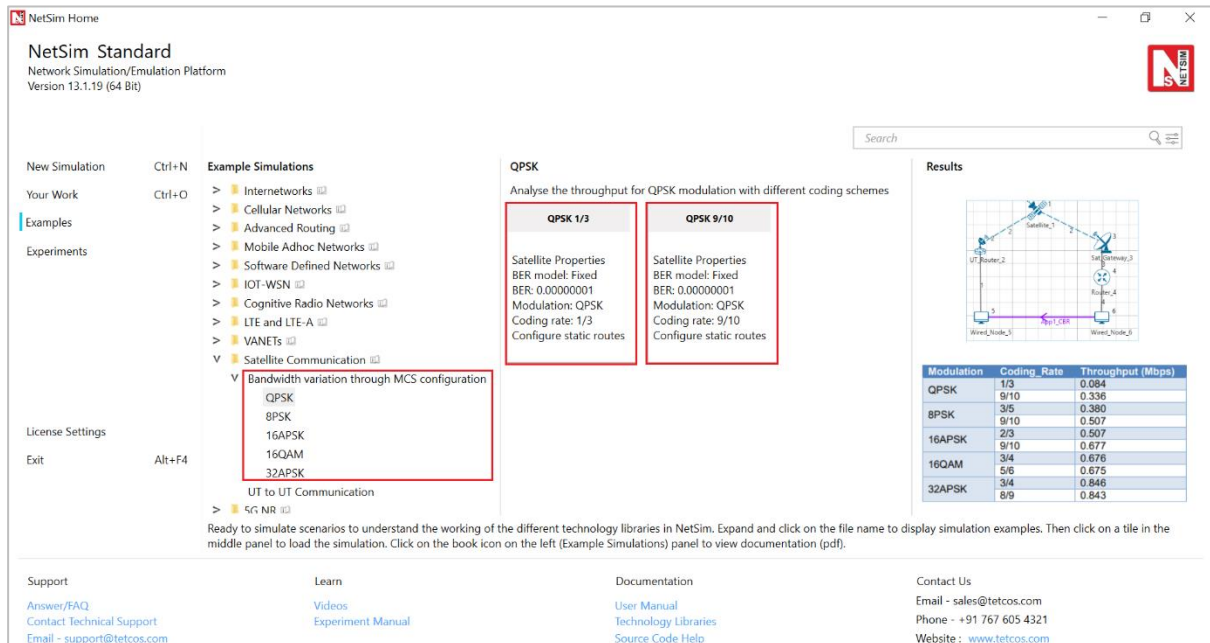 NetSim Home
NetSim Standard
Network Simulation/Emulation Platform
Version 13.1.19 (64 Bit)
NETSIM
Search
New Simulation Ctrl+N
Your Work Ctrl+O
Examples
Experiments
License Settings
Exit Alt+F4
Example Simulations
> Internetworks
> Cellular Networks
> Advanced Routing
> Mobile Adhoc Networks
> Software Defined Networks
> IOT-WSN
> Cognitive Radio Networks
> LTE and LTE-A
> VANETs
V Satellite Communication
V Bandwidth variation through MCS configuration
QPSK
8PSK
16APSK
16QAM
32APSK
UT to UT Communication
> 5G NR
QPSK
Analyse the throughput for QPSK modulation with different coding schemes
QPSK 1/3
Satellite Properties
BER model: Fixed
BER: 0.00000001
Modulation: QPSK
Coding rate: 1/3
Configure static routes
QPSK 9/10
Satellite Properties
BER model: Fixed
BER: 0.00000001
Modulation: QPSK
Coding rate: 9/10
Configure static routes
Results
Satellite_1
UT_Router_2
Sat_Gateway_3
Router_4
App1_CBR
Wired_Node_5
Wired_Node_6
Modulation Coding_Rate Throughput (Mbps)
QPSK 1/3 0.084
9/10 0.336
8PSK 3/5 0.380
9/10 0.507
16APSK 2/3 0.507
9/10 0.677
16QAM 3/4 0.676
5/6 0.675
32APSK 3/4 0.846
8/9 0.843
Ready to simulate scenarios to understand the working of the different technology libraries in NetSim. Expand and click on the file name to display simulation examples. Then click on a tile in the
middle panel to load the simulation. Click on the book icon on the left (Example Simulations) panel to view documentation (pdf).
Support
Answer/FAQ
Contact Technical Support
Email - support@tetcos.com
Learn
Videos
Experiment Manual
Documentation
User Manual
Technology Libraries
Source Code Help
Contact Us
Email - sales@tetcos.com
Phone - +91 767 605 4321
Website : www.tetcos.com